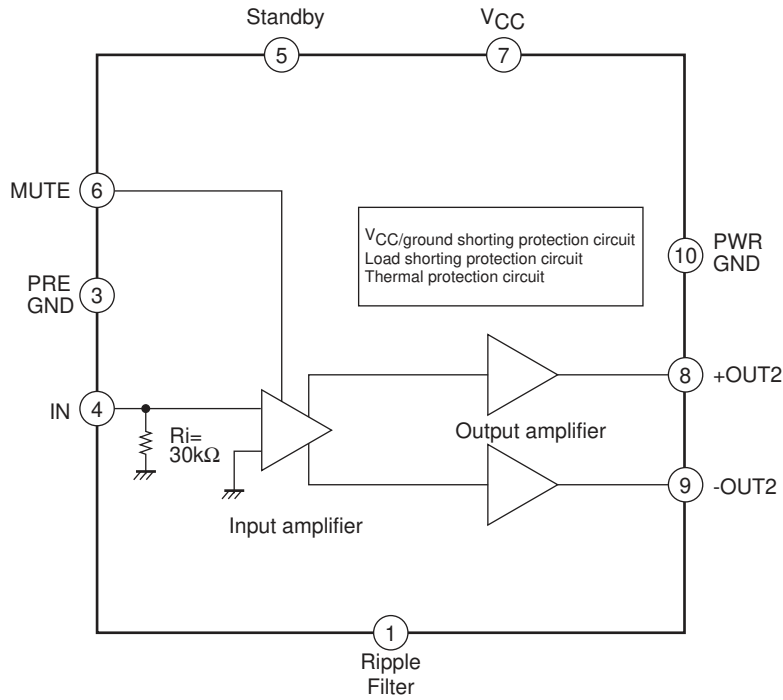 Standby
VCC
5
7
MUTE
6
VCC/ground shorting protection circuit
Load shorting protection circuit
Thermal protection circuit
10
PWR
GND
PRE
GND
3
8
+OUT2
IN
4
Ri=
30kΩ
Output amplifier
9
-OUT2
Input amplifier
1
Ripple
Filter